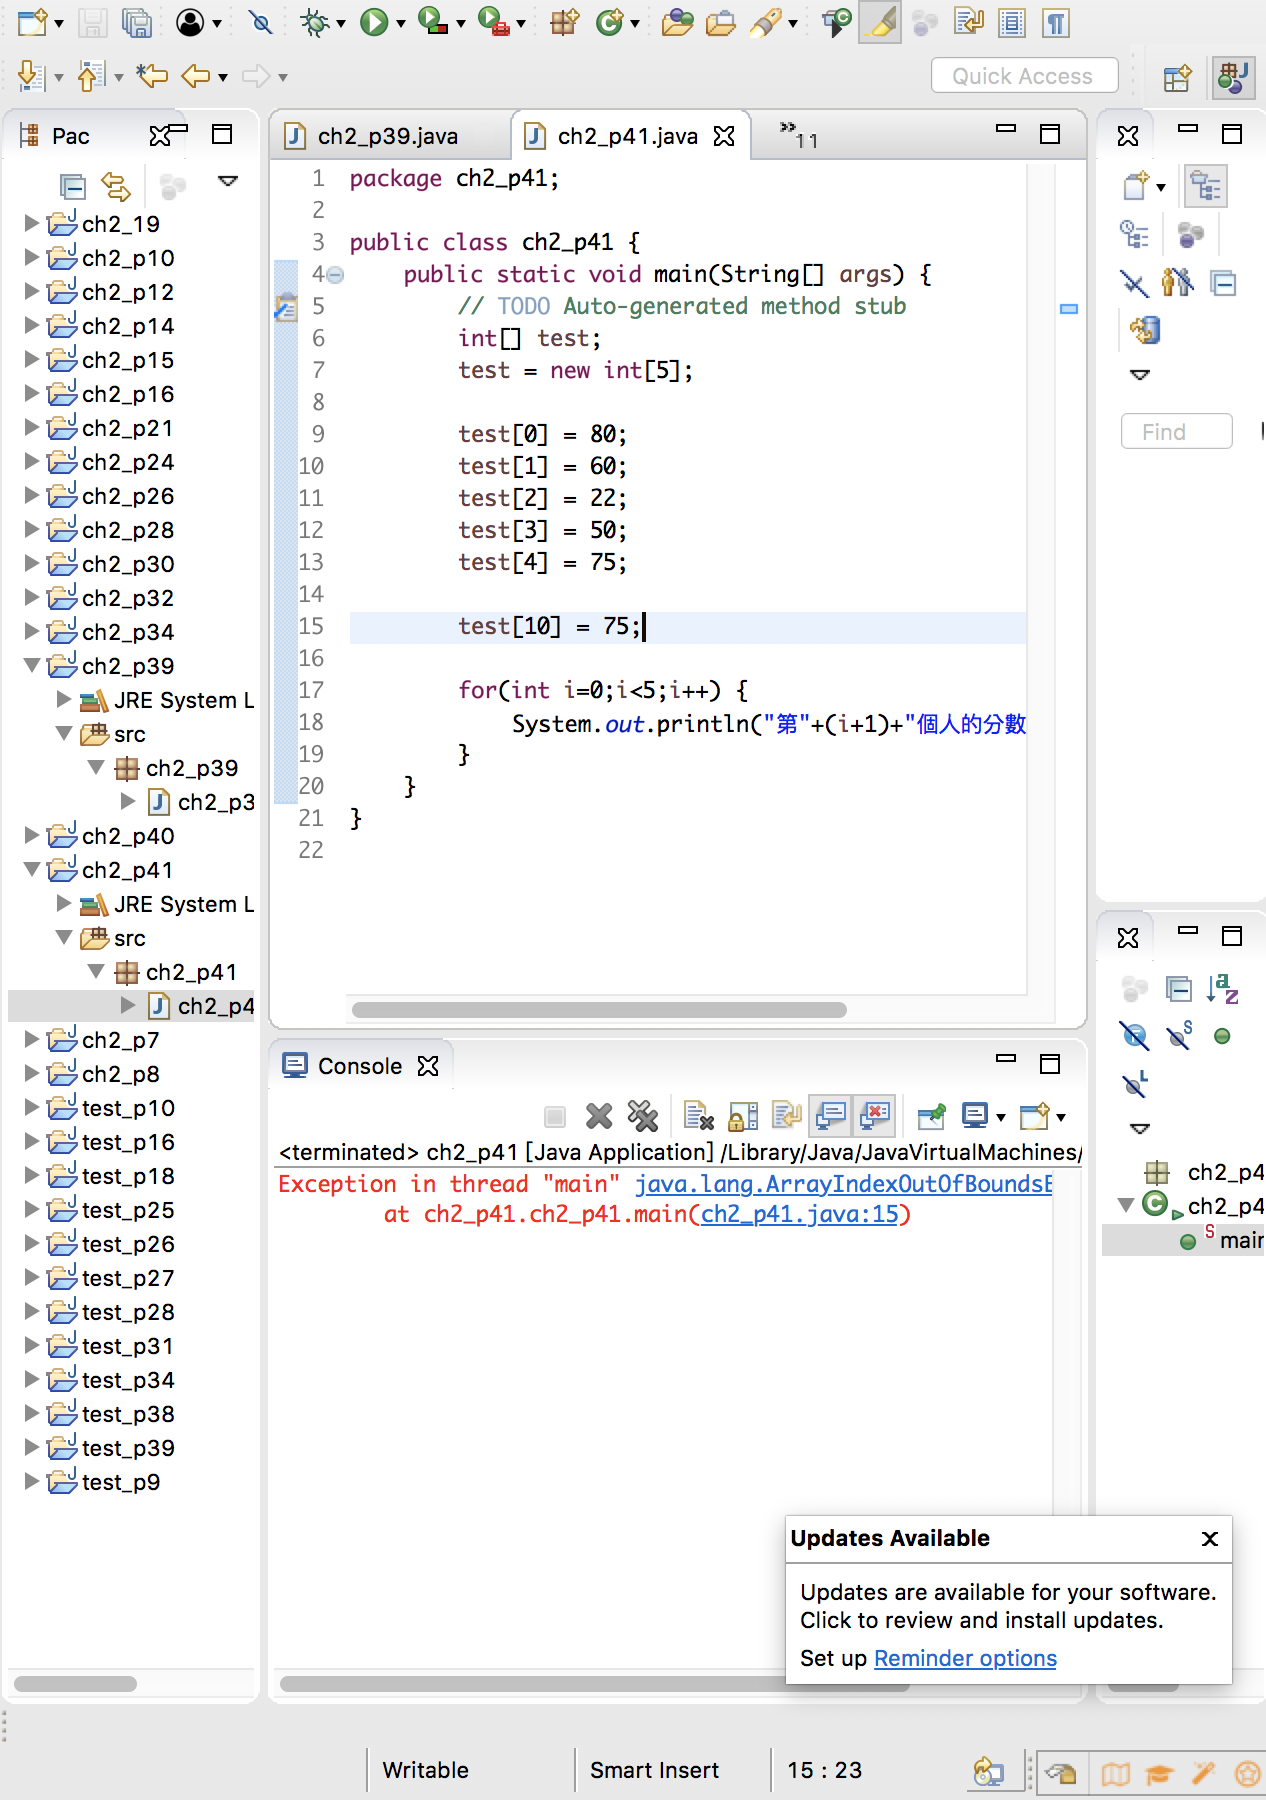 Quick Access
Pac
ch2_19
ch2_p10
ch2_p12
ch2_p14
ch2_p15
ch2_p16
ch2_p21
ch2_p24
ch2_p26
ch2_p28
ch2_p30
ch2_p32
ch2_p34
ch2_p39
JRE System L
src
ch2_p39
ch2_p3
ch2_p40
ch2_p41
JRE System L
src
ch2_p41
ch2_p4
ch2_p7
ch2_p8
test_p10
test_p16
test_p18
test_p25
test_p26
test_p27
test_p28
test_p31
test_p34
test_p38
test_p39
test_p9
ch2_p39.java
ch2_p41.java
»11
1 package ch2_p41;
2
3 public class ch2_p41 {
4 public static void main(String[] args) {
5 // TODO Auto-generated method stub
6 int[] test;
7 test = new int[5];
8
9 test[0] = 80;
10 test[1] = 60;
11 test[2] = 22;
12 test[3] = 50;
13 test[4] = 75;
14
15 test[10] = 75;
16
17 for(int i=0;i<5;i++) {
18 System.out.println("第"+(i+1)+"個人的分數
19 }
20 }
21 }
22
Console
<terminated> ch2_p41 [Java Application] /Library/Java/JavaVirtualMachines/
Exception in thread "main" java.lang.ArrayIndexOutOfBoundsE
at ch2_p41.ch2_p41.main(ch2_p41.java:15)
Find
ch2_p4
ch2_p4
main
Updates Available
Updates are available for your software.
Click to review and install updates.
Set up Reminder options
Writable
Smart Insert
15 : 23